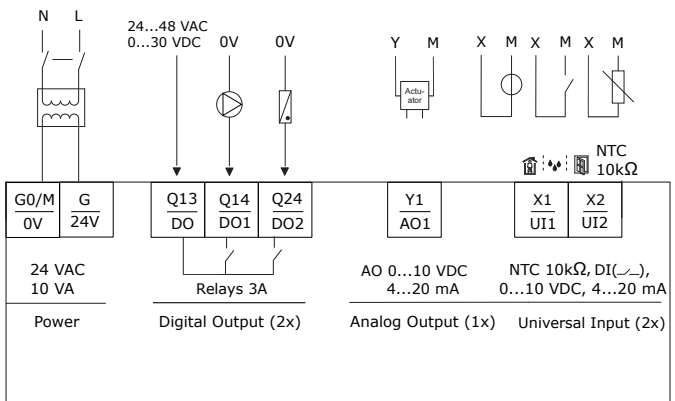 N L
24...48 VAC
0...30 VDC
0V
0V
Y M
X M X M X M
Actu-
ator
NTC
10kΩ
G0/M
0V
G
24V
Q13
DO
Q14
DO1
Q24
DO2
Y1
AO1
X1
UI1
X2
UI2
24 VAC
10 VA
Relays 3A
AO 0...10 VDC
4...20 mA
NTC 10kΩ, DI( ),
0...10 VDC, 4...20 mA
Power
Digital Output (2x)
Analog Output (1x)
Universal Input (2x)